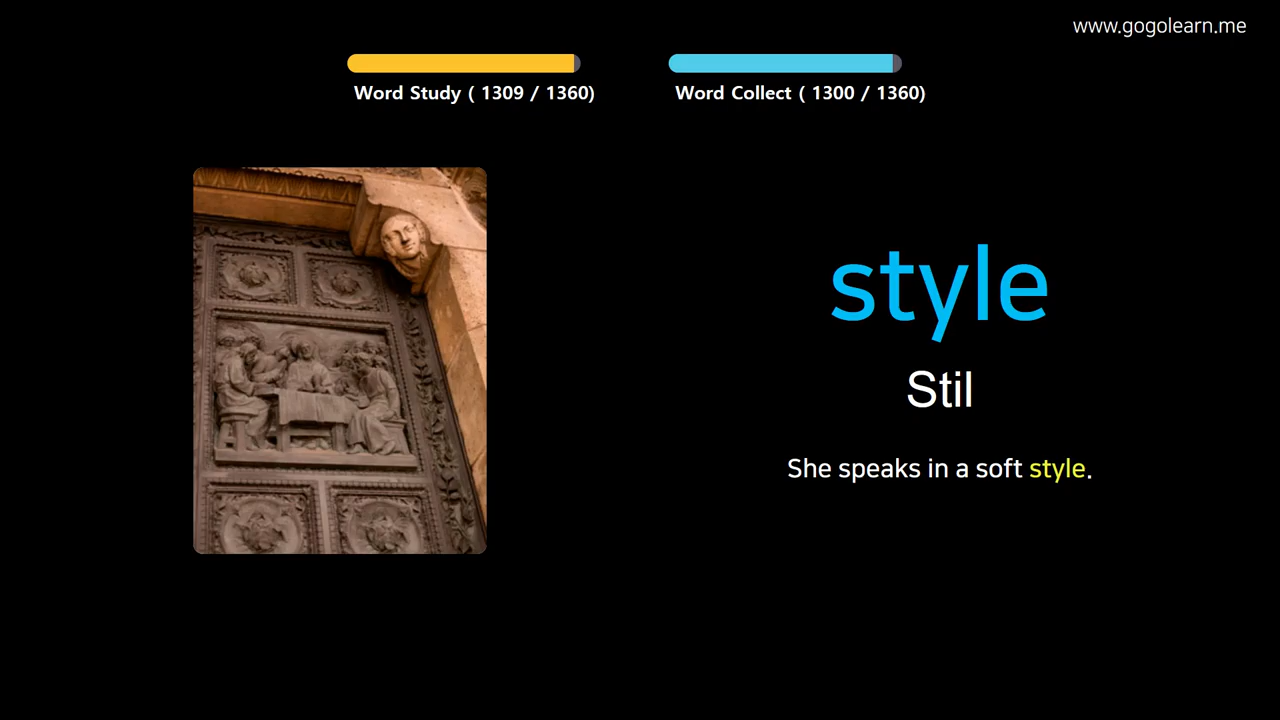 www.gogolearn.me
Word Study ( 1309 / 1360)
Word Collect ( 1300 / 1360)
style
Stil
She speaks in a soft style.